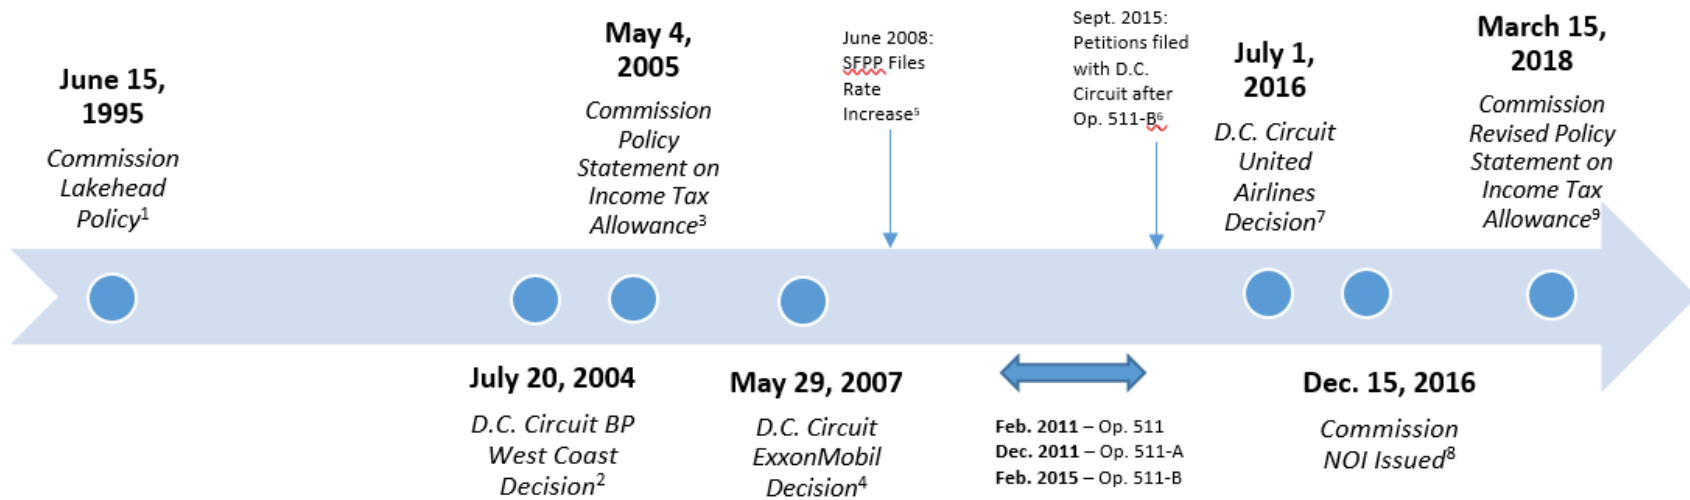 June 15,
1995
Commission
Lakehead
Policy¹
May 4,
2005
Commission
Policy
Statement on
Income Tax
Allowance³
June 2008:
SFPP Files
Rate
Increase⁵
Sept. 2015:
Petitions filed
with D.C.
Circuit after
Op. 511-B⁶
July 1,
2016
D.C. Circuit
United
Airlines
Decision⁷
March 15,
2018
Commission
Revised Policy
Statement on
Income Tax
Allowance⁹
July 20, 2004
D.C. Circuit BP
West Coast
Decision²
May 29, 2007
D.C. Circuit
ExxonMobil
Decision⁴
Feb. 2011 – Op. 511
Dec. 2011 – Op. 511-A
Feb. 2015 – Op. 511-B
Dec. 15, 2016
Commission
NOI Issued⁸